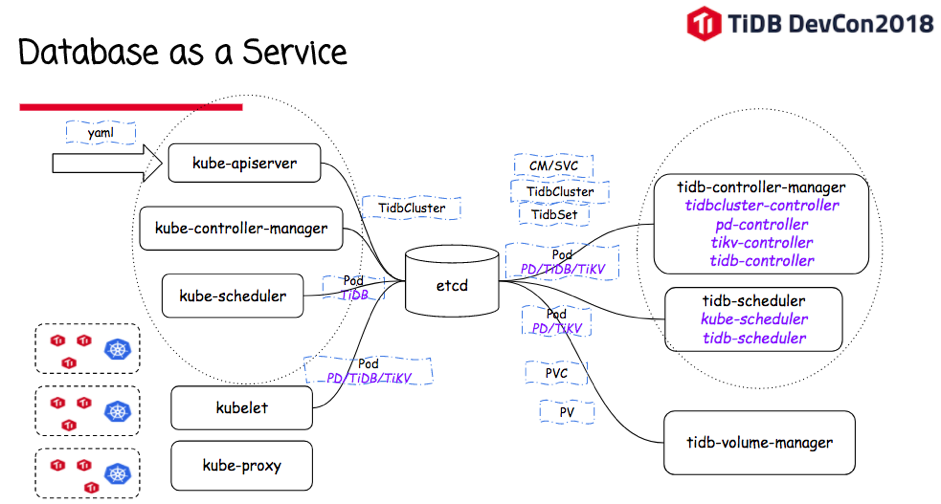 TiDB DevCon2018
Database as a Service
yaml
kube-apiserver
kube-controller-manager
kube-scheduler
kubelet
kube-proxy
TidbCluster
Pod
TiDB
Pod
PD/TiDB/TiKV
etcd
CM/SVC
TidbCluster
TidbSet
Pod
PD/TiDB/TiKV
Pod
PD/TiKV
PVC
PV
tidb-controller-manager
tidbcluster-controller
pd-controller
tikv-controller
tidb-controller
tidb-scheduler
kube-scheduler
tidb-scheduler
tidb-volume-manager